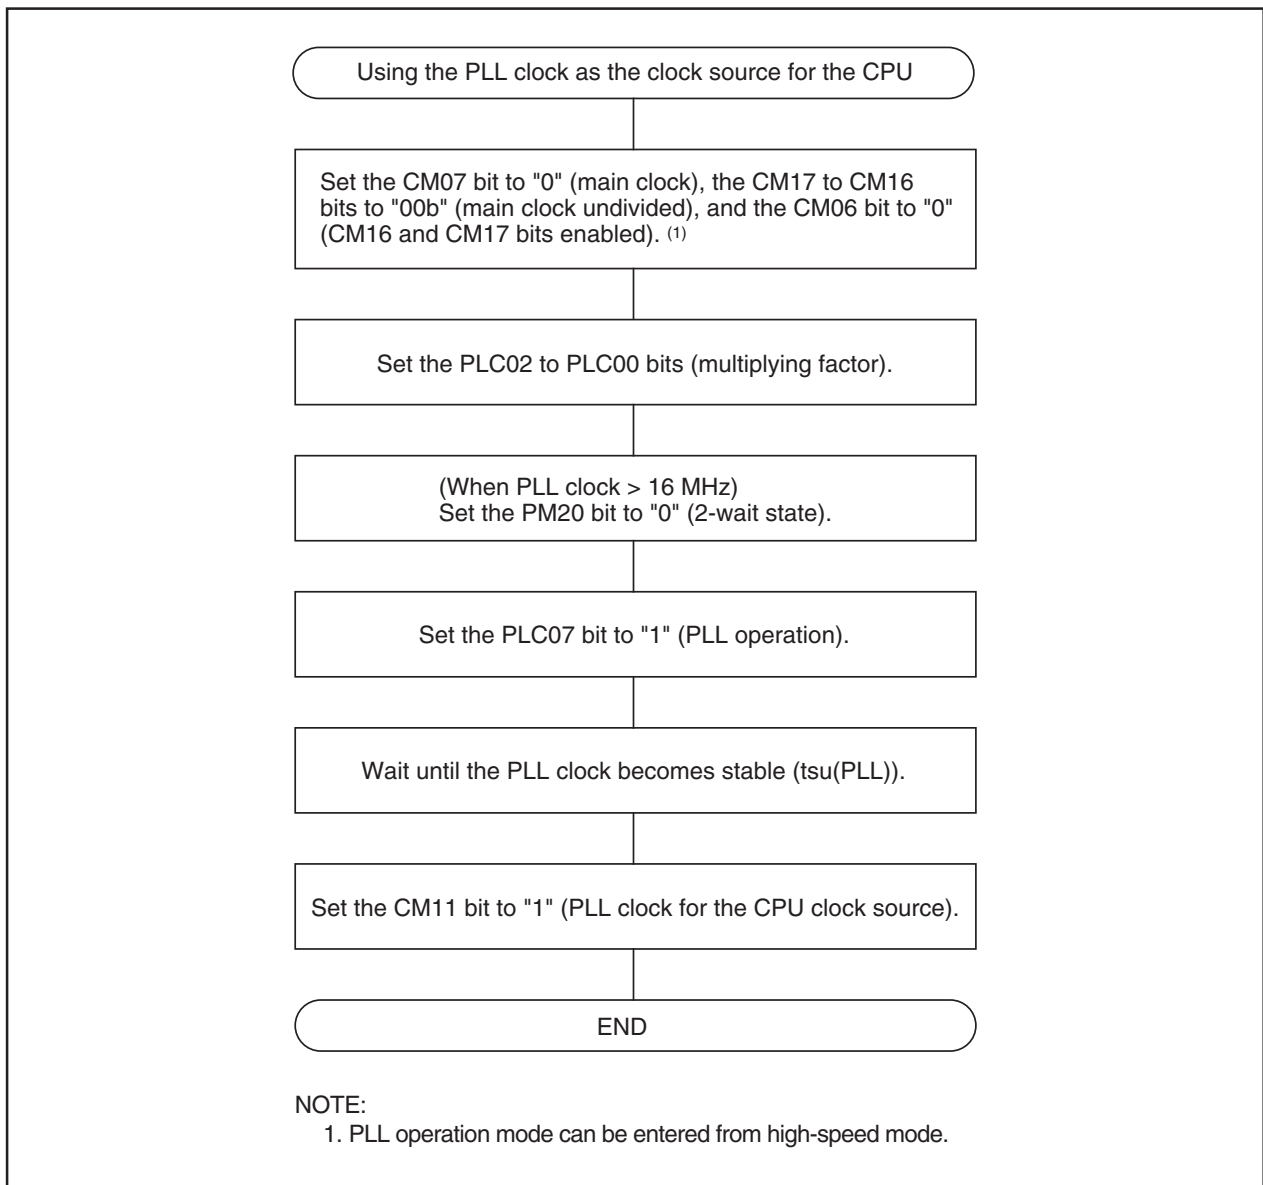 Using the PLL clock as the clock source for the CPU
Set the CM07 bit to "0" (main clock), the CM17 to CM16
bits to "00b" (main clock undivided), and the CM06 bit to "0"
(CM16 and CM17 bits enabled). (1)
Set the PLC02 to PLC00 bits (multiplying factor).
(When PLL clock > 16 MHz)
Set the PM20 bit to "0" (2-wait state).
Set the PLC07 bit to "1" (PLL operation).
Wait until the PLL clock becomes stable (tsu(PLL)).
Set the CM11 bit to "1" (PLL clock for the CPU clock source).
END
NOTE:
1. PLL operation mode can be entered from high-speed mode.